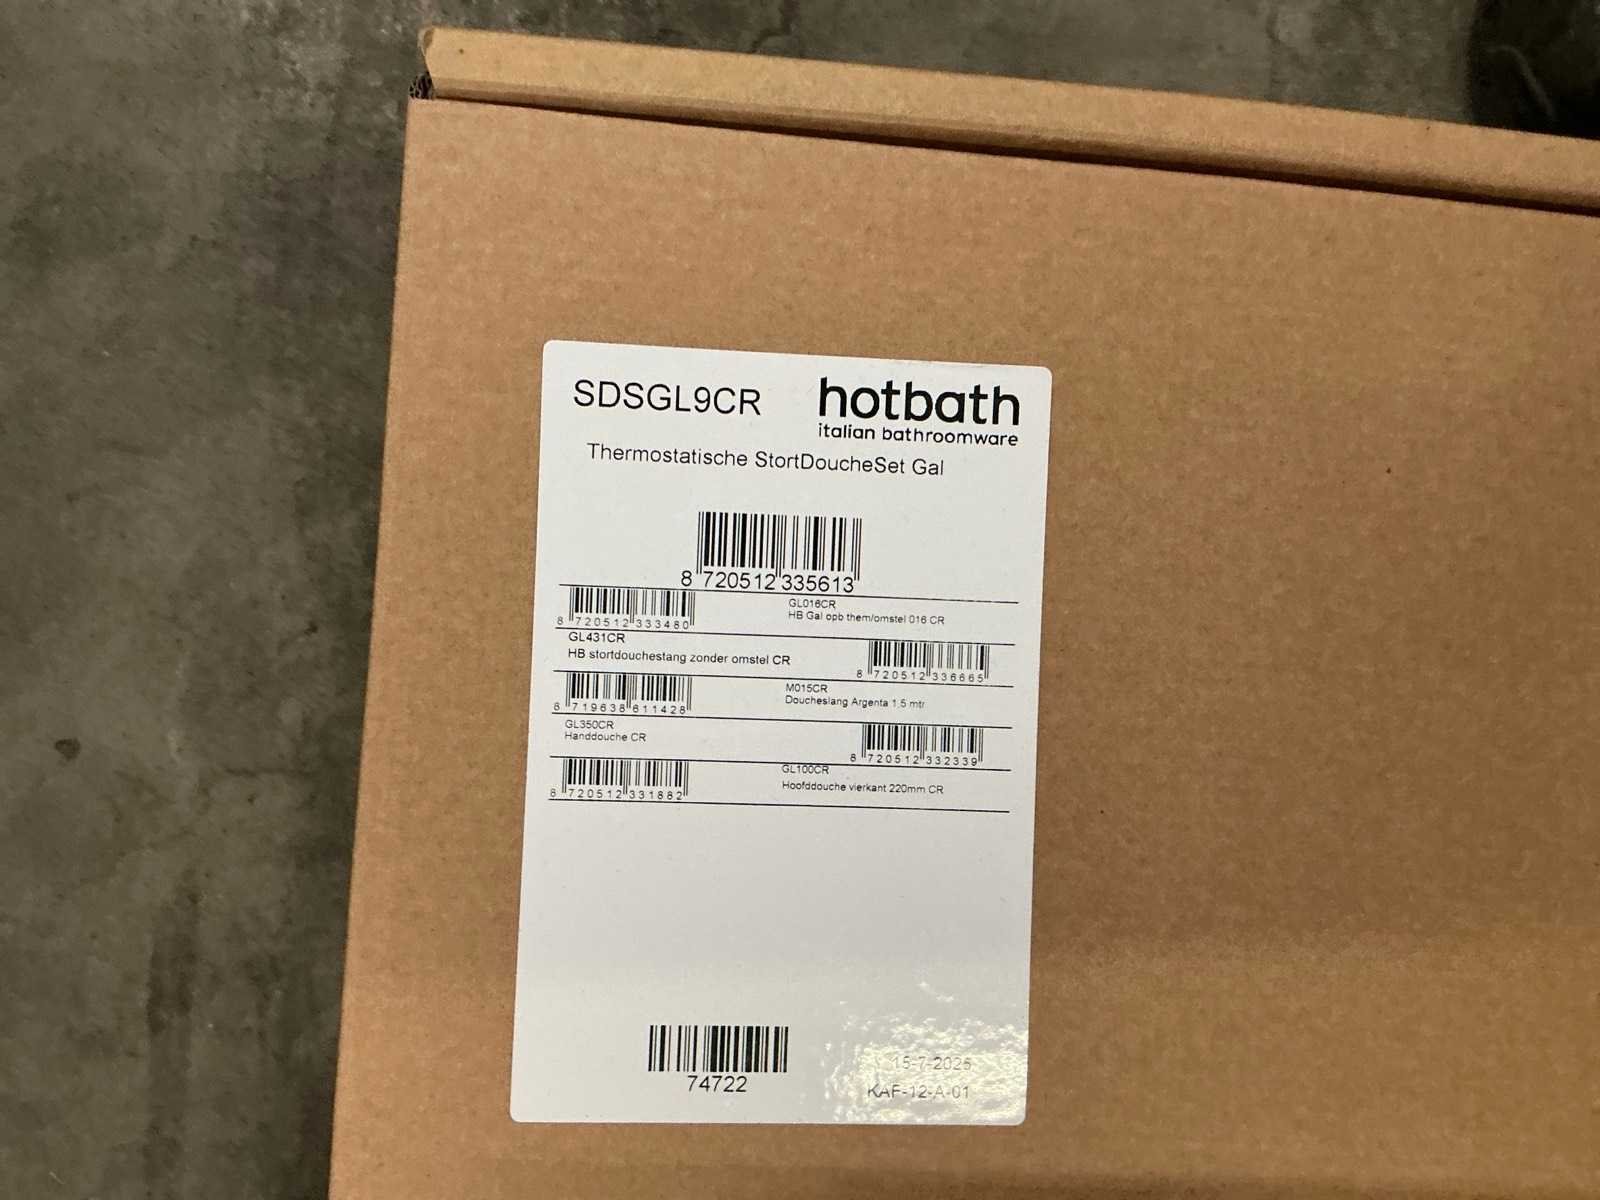 SDSGL9CR
hotbath
italian bathroomware
Thermostatische StortDoucheSet Gal
8 720512 335613
GL016CR
HB Gal opb them/omstel 016 CR
8 720512 333480
GL431CR
HB stortdouchestang zonder omstel CR
8 720512 336665
M015CR
Doucheslang Argenta 1.5 mtr
8 719638 611428
GL350CR
Handdouche CR
8 720512 332339
GL100CR
Hoofddouche vierkant 220mm CR
8 720512 331882
74722
15-7-2025
KAF-12-A-01